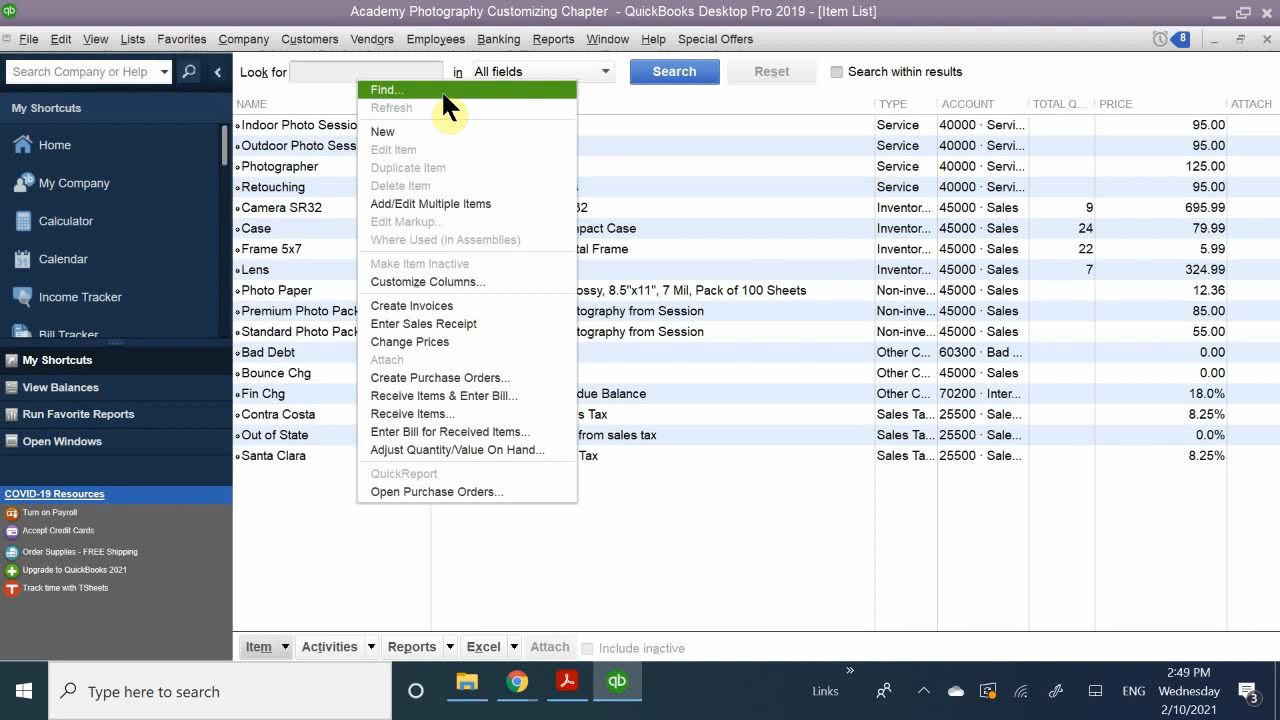 Academy Photography Customizing Chapter - QuickBooks Desktop Pro 2019 - [Item List]
File Edit View Lists Favorites Company Customers Vendors Employees Banking Reports Window Help Special Offers 8
Search Company or Help
Look for in All fields Search Reset Search within results
My Shortcuts
Home
My Company
Calculator
Calendar
Income Tracker
Bill Tracker
My Shortcuts
View Balances
Run Favorite Reports
Open Windows
COVID-19 Resources
Turn on Payroll
Accept Credit Cards
Order Supplies - FREE Shipping
Upgrade to QuickBooks 2021
Track time with TSheets
NAME TYPE ACCOUNT TOTAL Q... PRICE ATTACH
Indoor Photo Sessio Service 40000 · Servi... 95.00
Outdoor Photo Sess Service 40000 · Servi... 95.00
Photographer Service 40000 · Servi... 125.00
Retouching s Service 40000 · Servi... 95.00
Camera SR32 32 Inventor... 45000 · Sales 9 695.99
Case npact Case Inventor... 45000 · Sales 24 79.99
Frame 5x7 tal Frame Inventor... 45000 · Sales 22 5.99
Lens Inventor... 45000 · Sales 7 324.99
Photo Paper ossy, 8.5"x11", 7 Mil, Pack of 100 Sheets Non-inve... 45000 · Sales 12.36
Premium Photo Pack tography from Session Non-inve... 45000 · Sales 85.00
Standard Photo Pack tography from Session Non-inve... 45000 · Sales 55.00
Bad Debt Other C... 60300 · Bad ... 0.00
Bounce Chg Other C... 45000 · Sales 0.00
Fin Chg due Balance Other C... 70200 · Inter... 18.0%
Contra Costa s Tax Sales Ta... 25500 · Sale... 8.25%
Out of State from sales tax Sales Ta... 25500 · Sale... 0.0%
Santa Clara Tax Sales Ta... 25500 · Sale... 8.25%
Find...
Refresh
New
Edit Item
Duplicate Item
Delete Item
Add/Edit Multiple Items
Edit Markup...
Where Used (In Assemblies)
Make Item Inactive
Customize Columns...
Create Invoices
Enter Sales Receipt
Change Prices
Attach
Create Purchase Orders...
Receive Items & Enter Bill...
Receive Items...
Enter Bill for Received Items...
Adjust Quantity/Value On Hand...
QuickReport
Open Purchase Orders...
Item Activities Reports Excel Attach Include inactive
Type here to search
Links
ENG
2:49 PM
Wednesday
2/10/2021
3